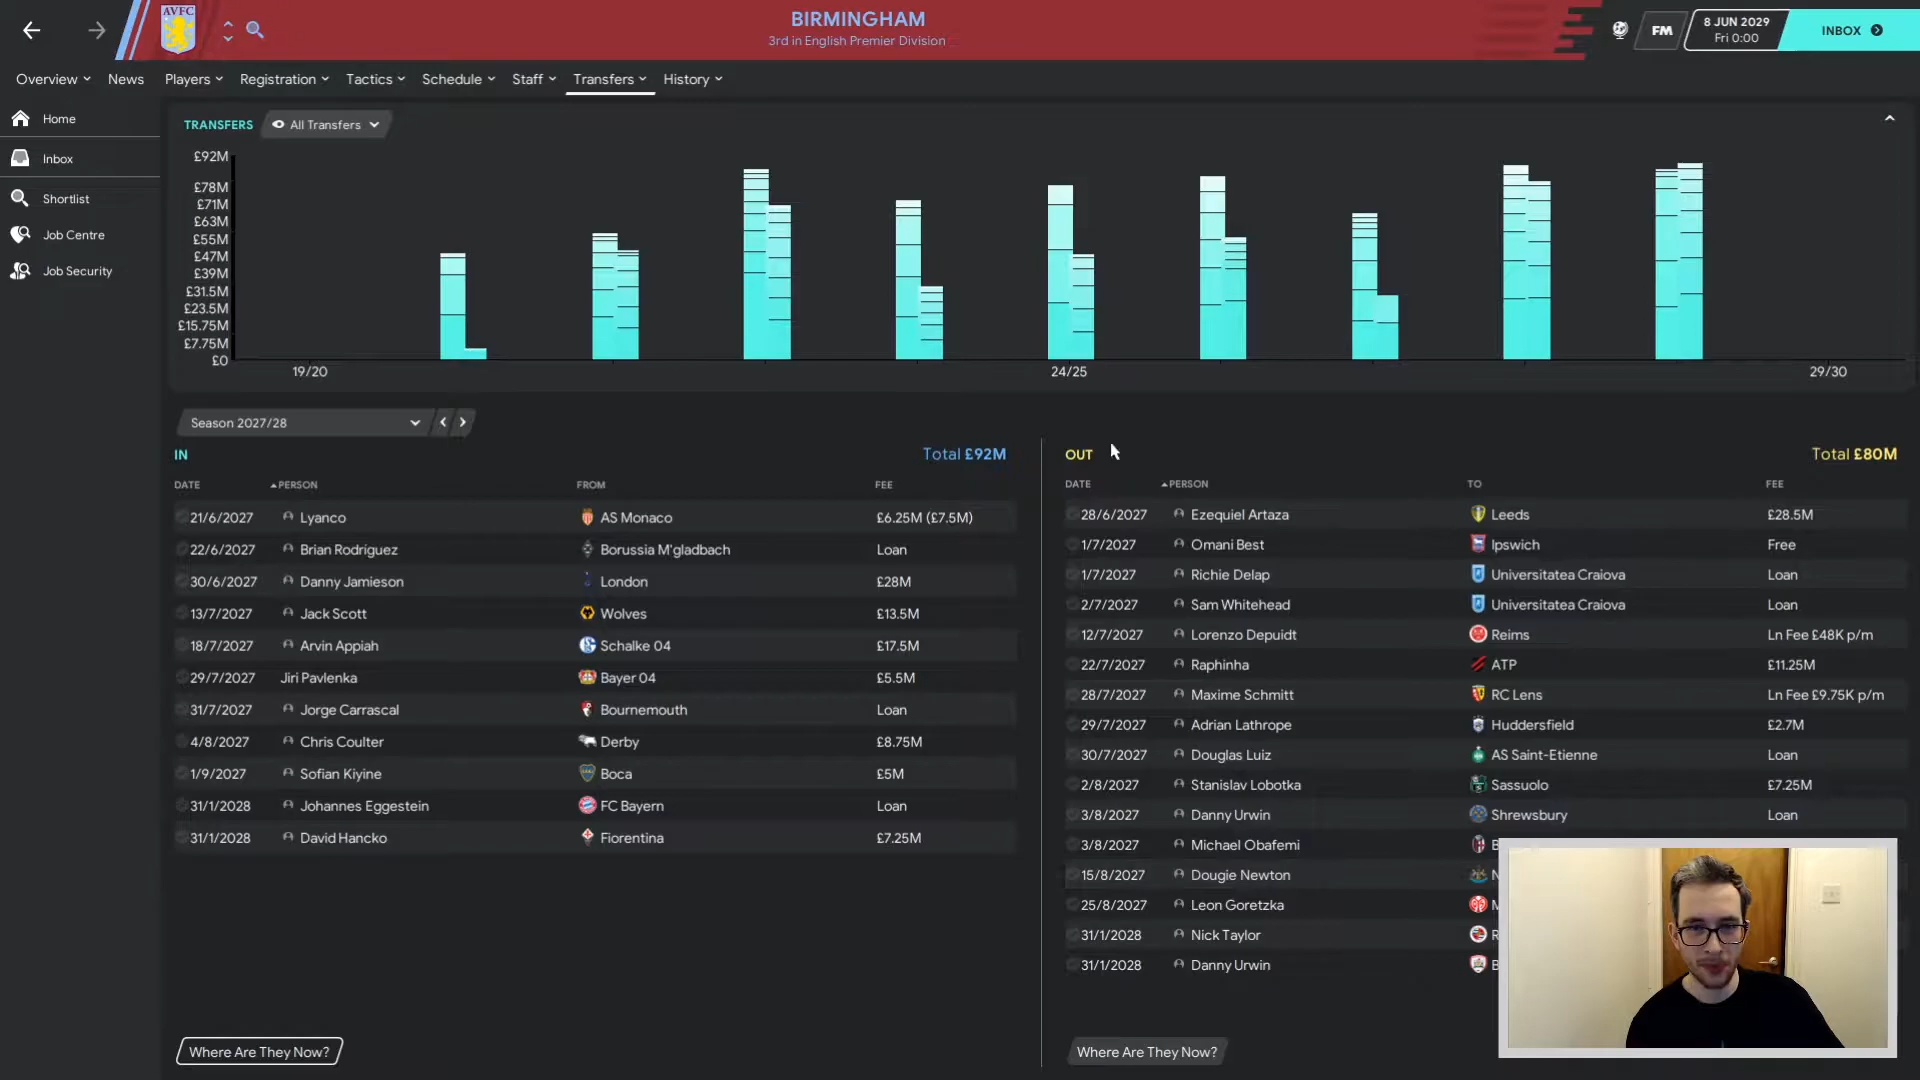 AVFC
BIRMINGHAM
3rd in English Premier Division
FM
8 JUN 2029
Fri 0:00
INBOX
Overview
News
Players
Registration
Tactics
Schedule
Staff
Transfers
History
Home
Inbox
Shortlist
Job Centre
Job Security
TRANSFERS
All Transfers
£92M
£78M
£71M
£63M
£55M
£47M
£39M
£31.5M
£23.5M
£15.75M
£7.75M
£0
19/20
24/25
29/30
Season 2027/28
IN
Total £92M
DATE PERSON FROM FEE
21/6/2027 Lyanco AS Monaco £6.25M (£7.5M)
22/6/2027 Brian Rodríguez Borussia M'gladbach Loan
30/6/2027 Danny Jamieson London £28M
13/7/2027 Jack Scott Wolves £13.5M
18/7/2027 Arvin Appiah Schalke 04 £17.5M
29/7/2027 Jiri Pavlenka Bayer 04 £5.5M
31/7/2027 Jorge Carrascal Bournemouth Loan
4/8/2027 Chris Coulter Derby £8.75M
1/9/2027 Sofian Kiyine Boca £5M
31/1/2028 Johannes Eggestein FC Bayern Loan
31/1/2028 David Hancko Fiorentina £7.25M
Where Are They Now?
OUT
Total £80M
DATE PERSON TO FEE
28/6/2027 Ezequiel Artaza Leeds £28.5M
1/7/2027 Omani Best Ipswich Free
1/7/2027 Richie Delap Universitatea Craiova Loan
2/7/2027 Sam Whitehead Universitatea Craiova Loan
12/7/2027 Lorenzo Depuidt Reims Ln Fee £48K p/m
22/7/2027 Raphinha ATP £11.25M
28/7/2027 Maxime Schmitt RC Lens Ln Fee £9.75K p/m
29/7/2027 Adrian Lathrope Huddersfield £2.7M
30/7/2027 Douglas Luiz AS Saint-Etienne Loan
2/8/2027 Stanislav Lobotka Sassuolo £7.25M
3/8/2027 Danny Urwin Shrewsbury Loan
3/8/2027 Michael Obafemi
15/8/2027 Dougie Newton
25/8/2027 Leon Goretzka
31/1/2028 Nick Taylor
31/1/2028 Danny Urwin
Where Are They Now?